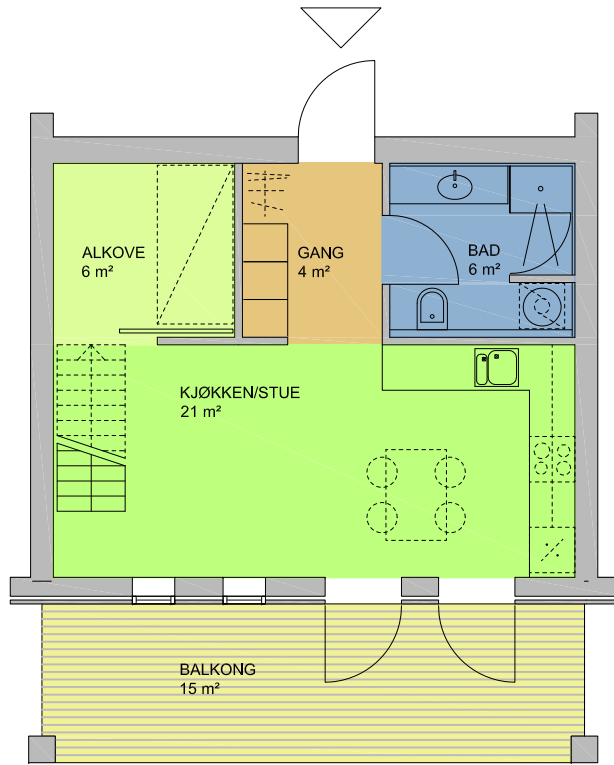 ALKOVE
6 m²
GANG
4 m²
BAD
6 m²
KJØKKEN/STUE
21 m²
BALKONG
15 m²